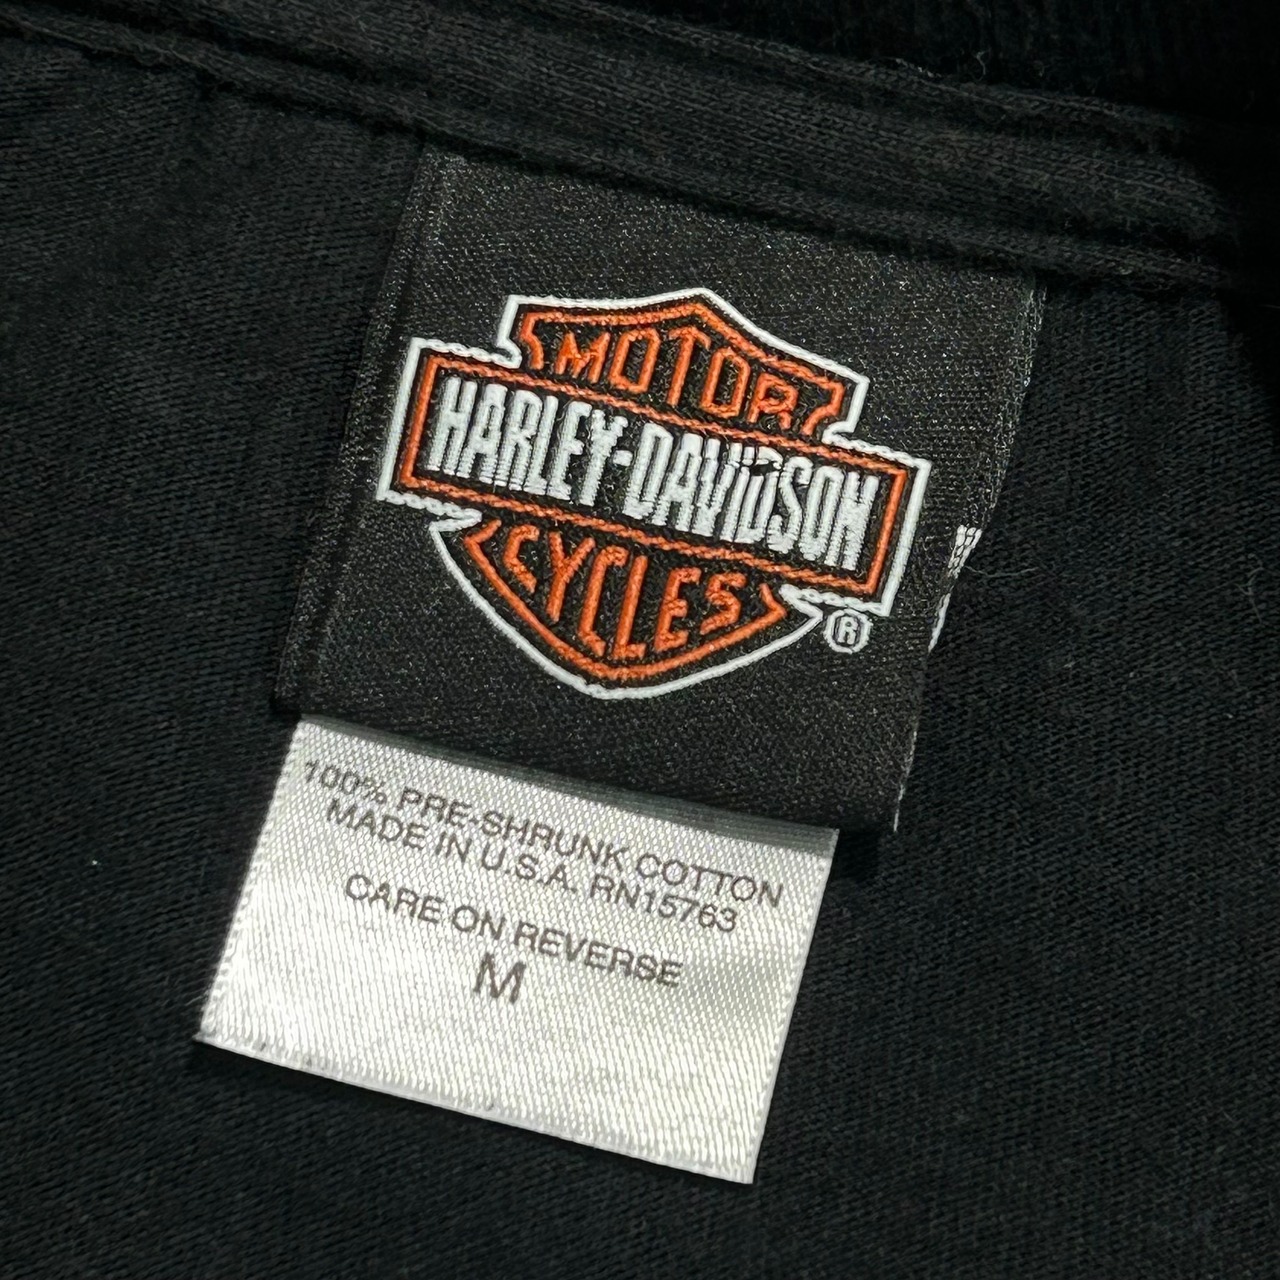 MOTOR
HARLEY-DAVIDSON
CYCLES
®
100% PRE-SHRUNK COTTON
MADE IN U.S.A. RN15763
CARE ON REVERSE
M